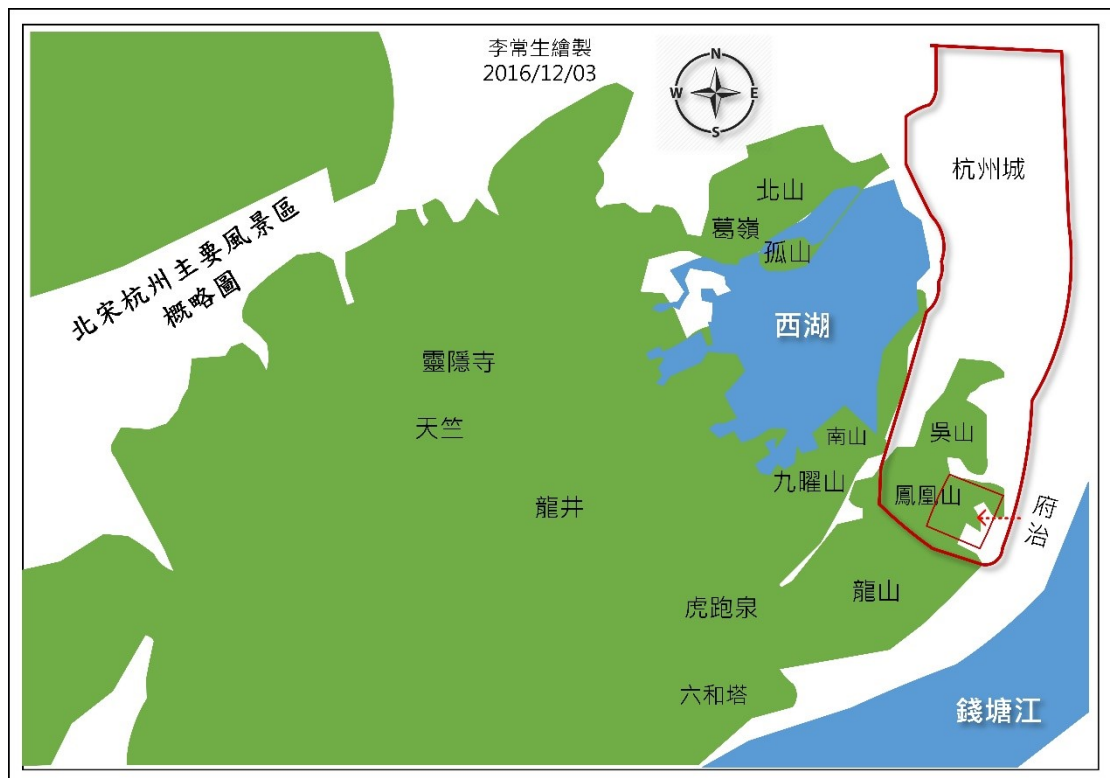 李常生繪製
2016/12/03
N
W
E
S
杭州城
北山
葛嶺
孤山
北宋杭州主要風景區
概略圖
西湖
靈隱寺
天竺
南山
吳山
九曜山
鳳凰山
龍井
府治
龍山
虎跑泉
六和塔
錢塘江